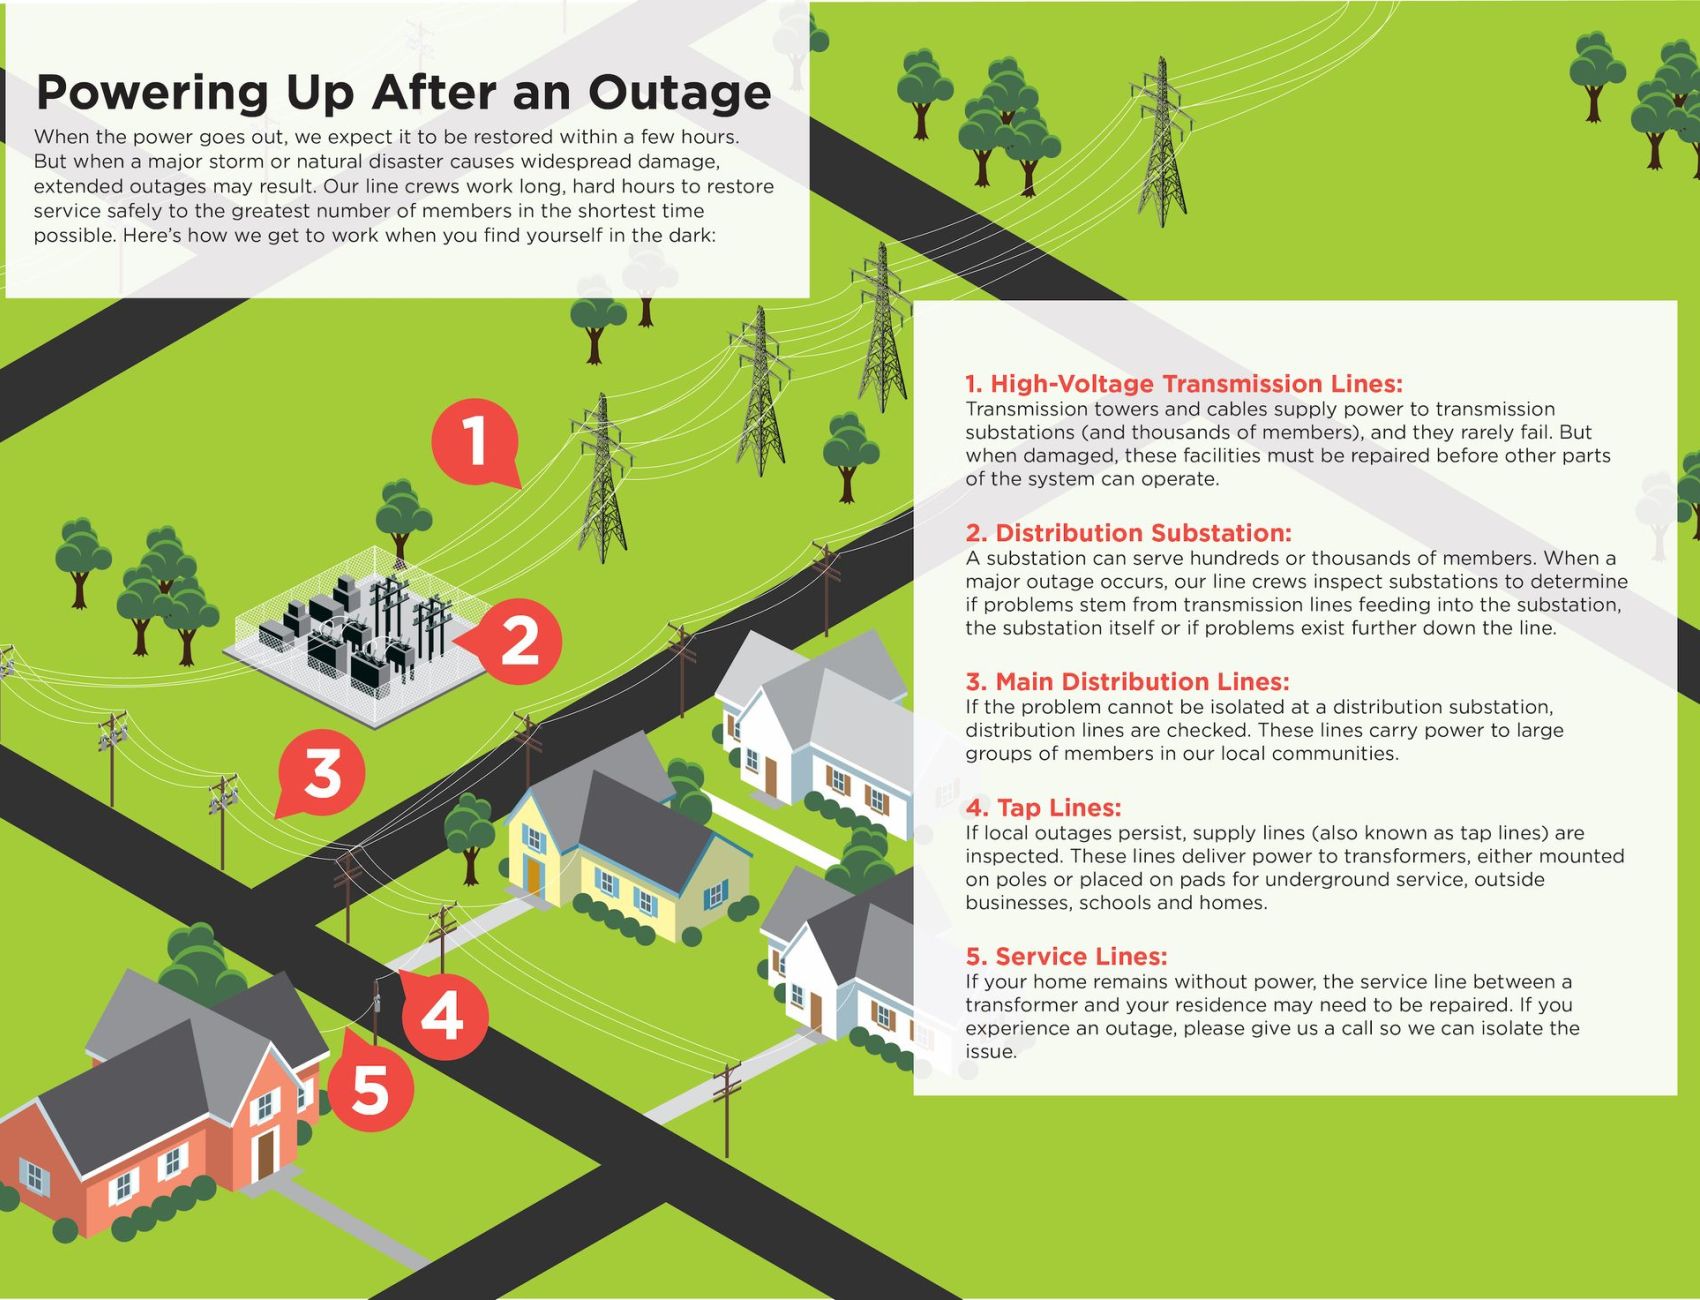 Powering Up After an Outage
When the power goes out, we expect it to be restored within a few hours.
But when a major storm or natural disaster causes widespread damage,
extended outages may result. Our line crews work long, hard hours to restore
service safely to the greatest number of members in the shortest time
possible. Here’s how we get to work when you find yourself in the dark:
1
2
3
4
5
1. High-Voltage Transmission Lines:
Transmission towers and cables supply power to transmission
substations (and thousands of members), and they rarely fail. But
when damaged, these facilities must be repaired before other parts
of the system can operate.
2. Distribution Substation:
A substation can serve hundreds or thousands of members. When a
major outage occurs, our line crews inspect substations to determine
if problems stem from transmission lines feeding into the substation,
the substation itself or if problems exist further down the line.
3. Main Distribution Lines:
If the problem cannot be isolated at a distribution substation,
distribution lines are checked. These lines carry power to large
groups of members in our local communities.
4. Tap Lines:
If local outages persist, supply lines (also known as tap lines) are
inspected. These lines deliver power to transformers, either mounted
on poles or placed on pads for underground service, outside
businesses, schools and homes.
5. Service Lines:
If your home remains without power, the service line between a
transformer and your residence may need to be repaired. If you
experience an outage, please give us a call so we can isolate the
issue.